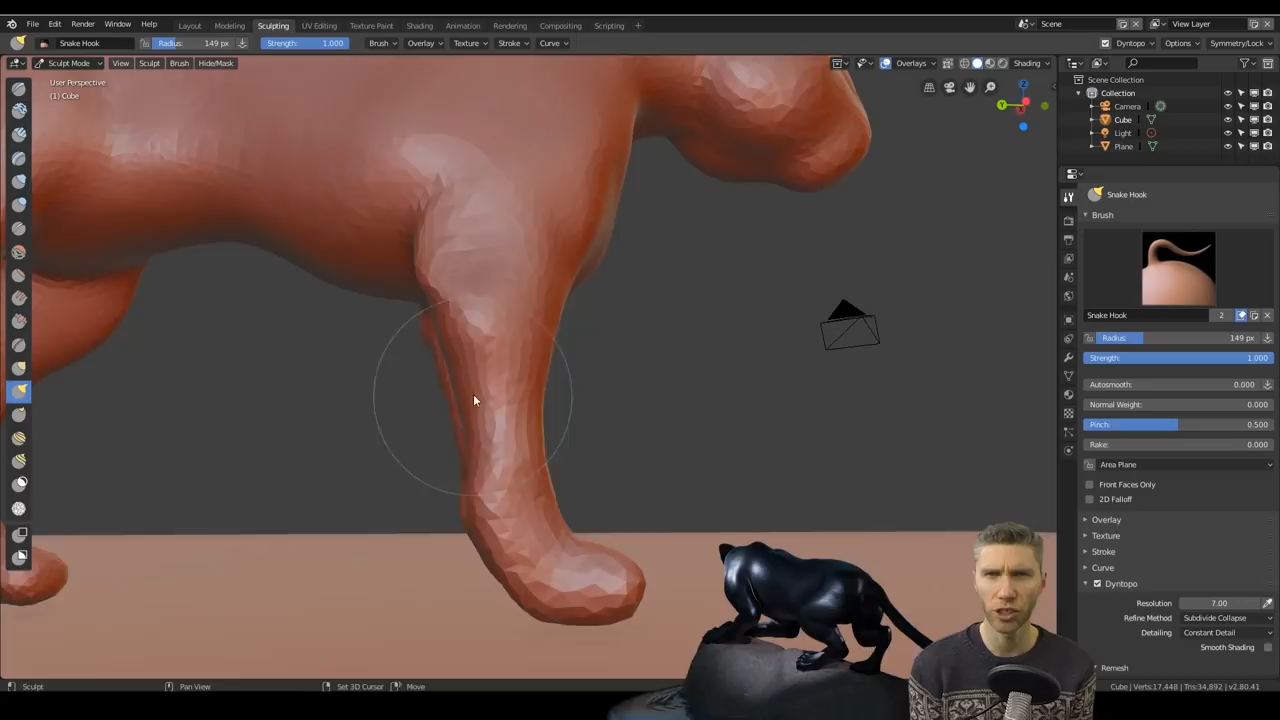 File Edit Render Window Help Layout Modeling Sculpting UV Editing Texture Paint Shading Animation Rendering Compositing Scripting + Scene View Layer
Snake Hook Radius: 149 px Strength: 1.000 Brush Overlay Texture Stroke Curve Dyntopo Options Symmetry/Lock
Sculpt Mode View Sculpt Brush Hide/Mask Overlays Shading
User Perspective
(1) Cube
Z
Y
Scene Collection
Collection
Camera
Cube
Light
Plane
Snake Hook
Brush
Snake Hook 2
Radius: 149 px
Strength: 1.000
Autosmooth: 0.000
Normal Weight: 0.000
Pinch: 0.500
Rake: 0.000
Area Plane
Front Faces Only
2D Falloff
Overlay
Texture
Stroke
Curve
Dyntopo
Resolution 7.00
Refine Method Subdivide Collapse
Detailing Constant Detail
Smooth Shading
Remesh
Sculpt Pan View Set 3D Cursor Move Cube | Verts:17,448 | Tris:34,892 | v2.80.41